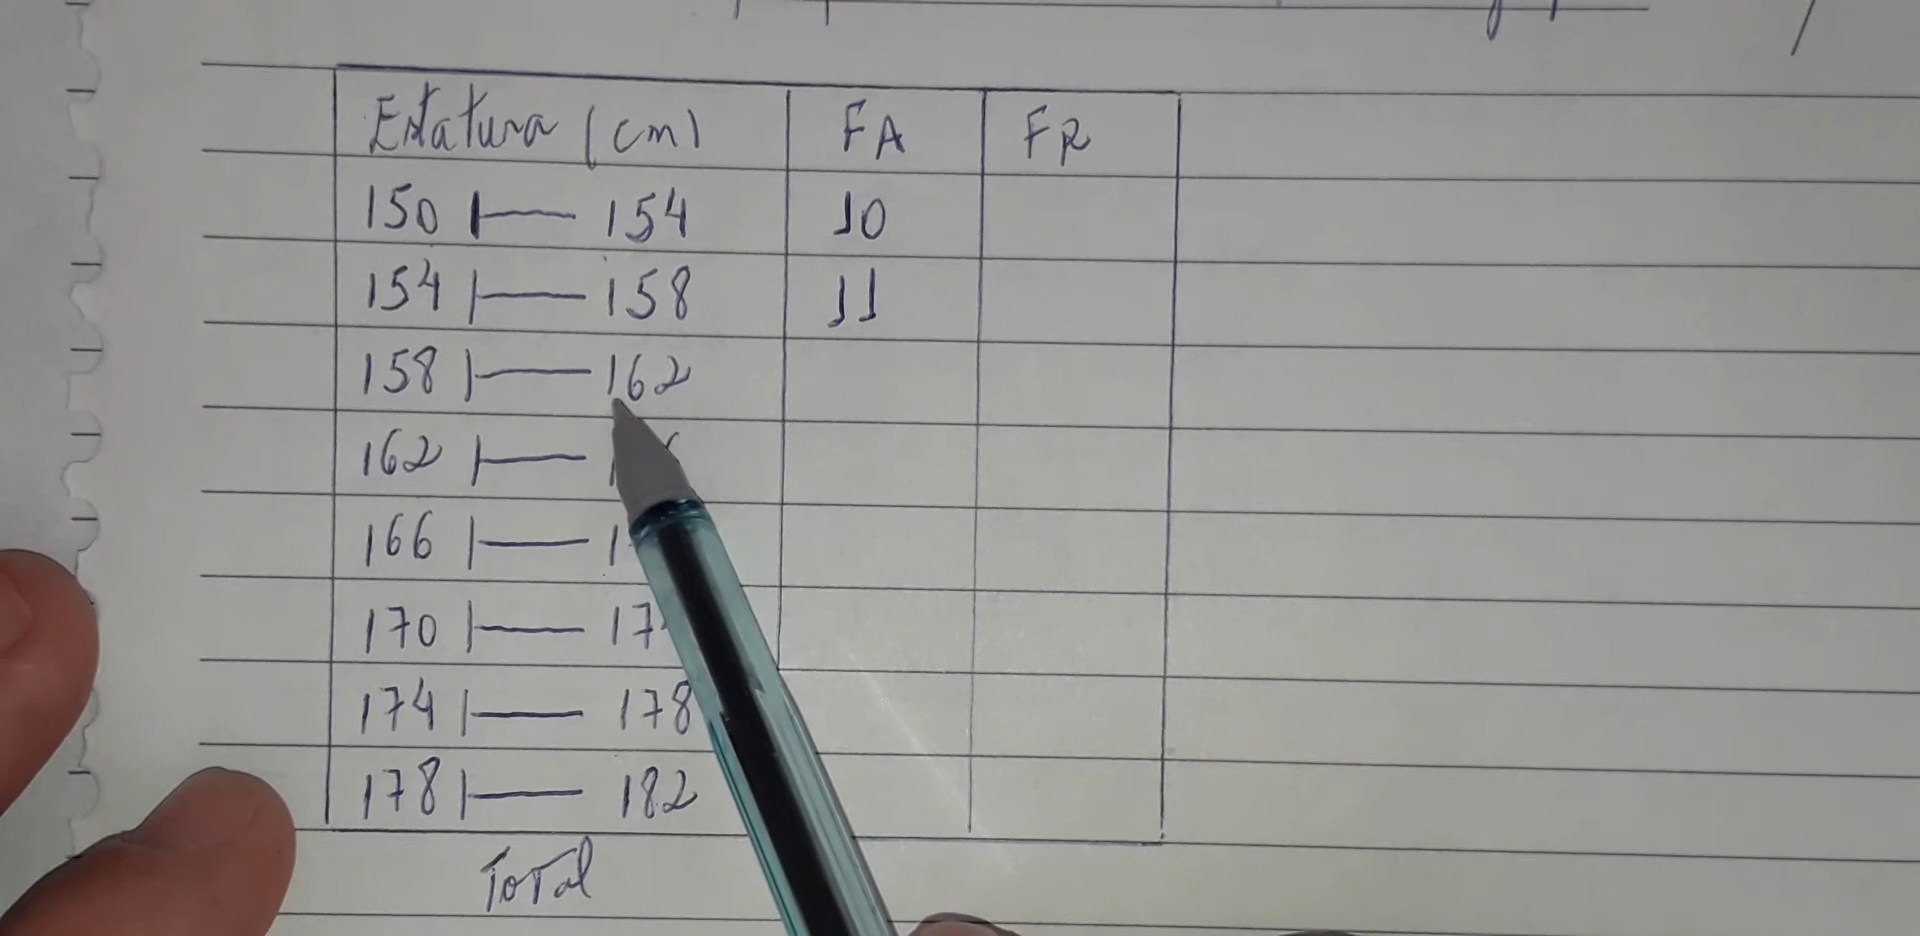 Estatura (cm) FA FR
150 |— 154 10
154 |— 158 11
158 |— 162
162 |—
166 |—
170 |—
174 |— 178
178 |— 182
Total